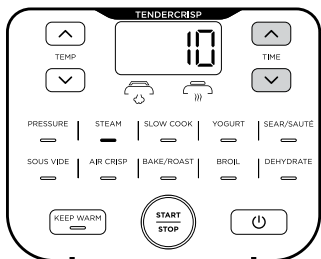 TENDERCRISP
10
TEMP TIME
PRESSURE STEAM SLOW COOK YOGURT SEAR/SAUTÉ
SOUS VIDE AIR CRISP BAKE/ROAST BROIL DEHYDRATE
KEEP WARM START STOP